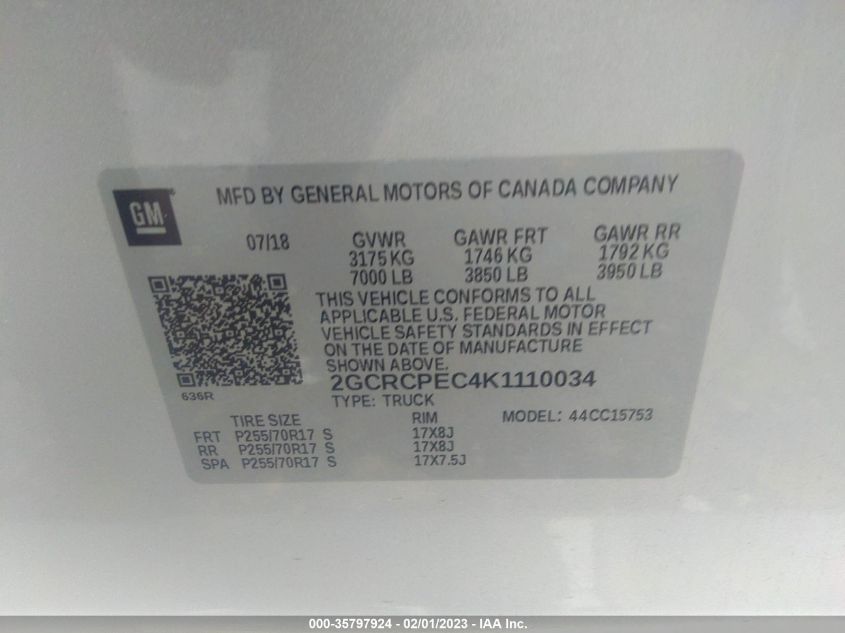 GM
MFD BY GENERAL MOTORS OF CANADA COMPANY
07/18 GVWR GAWR FRT GAWR RR
3175 KG 1746 KG 1792 KG
7000 LB 3850 LB 3950 LB
THIS VEHICLE CONFORMS TO ALL
APPLICABLE U.S. FEDERAL MOTOR
VEHICLE SAFETY STANDARDS IN EFFECT
ON THE DATE OF MANUFACTURE
SHOWN ABOVE.
2GCRCPEC4K1110034
636R
TYPE: TRUCK
TIRE SIZE RIM MODEL: 44CC15753
FRT P255/70R17 S 17X8J
RR P255/70R17 S 17X8J
SPA P255/70R17 S 17X7.5J
000-35797924 - 02/01/2023 - IAA Inc.